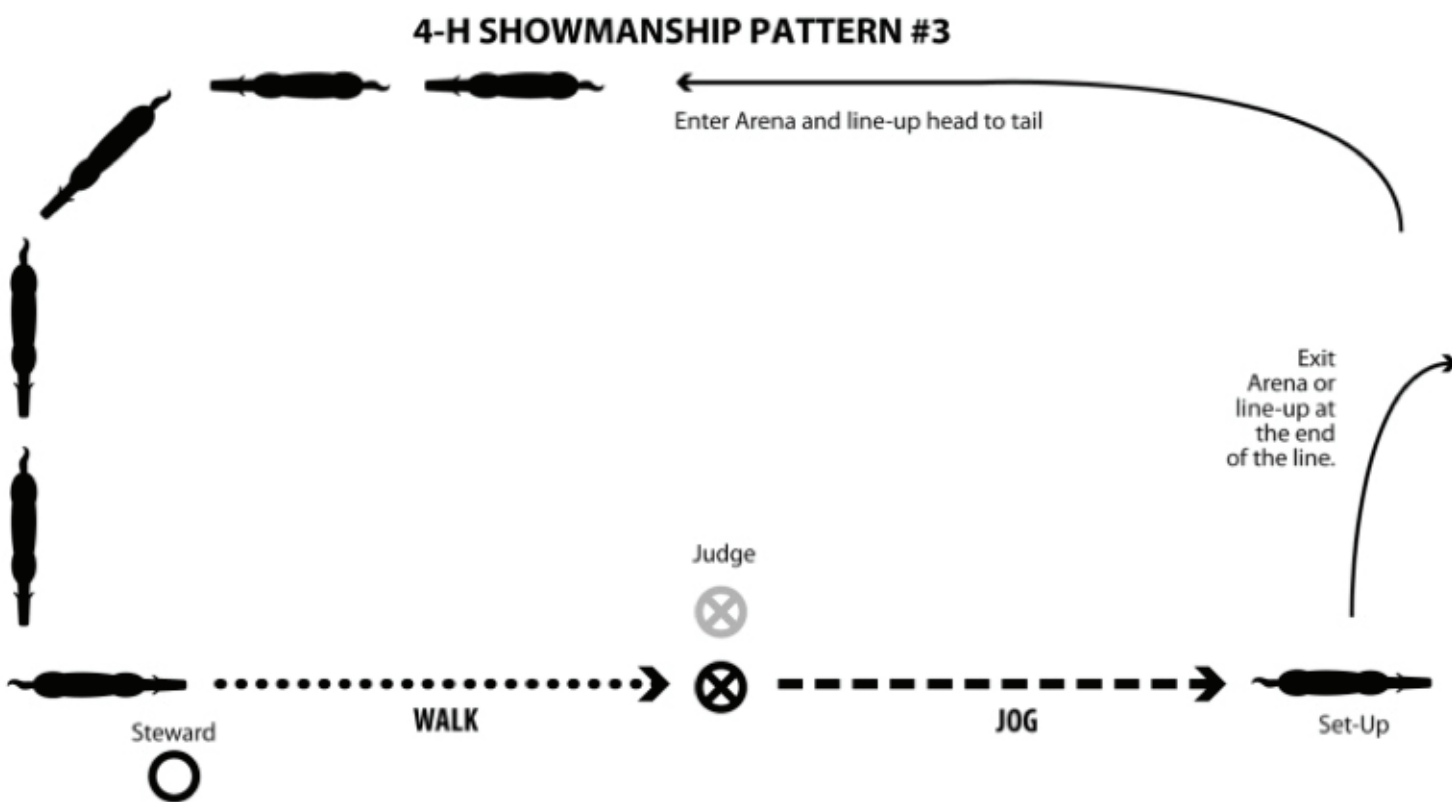 4-H SHOWMANSHIP PATTERN #3
Enter Arena and line-up head to tail
Exit
Arena or
line-up at
the end
of the line.
Judge
WALK
JOG
Set-Up
Steward